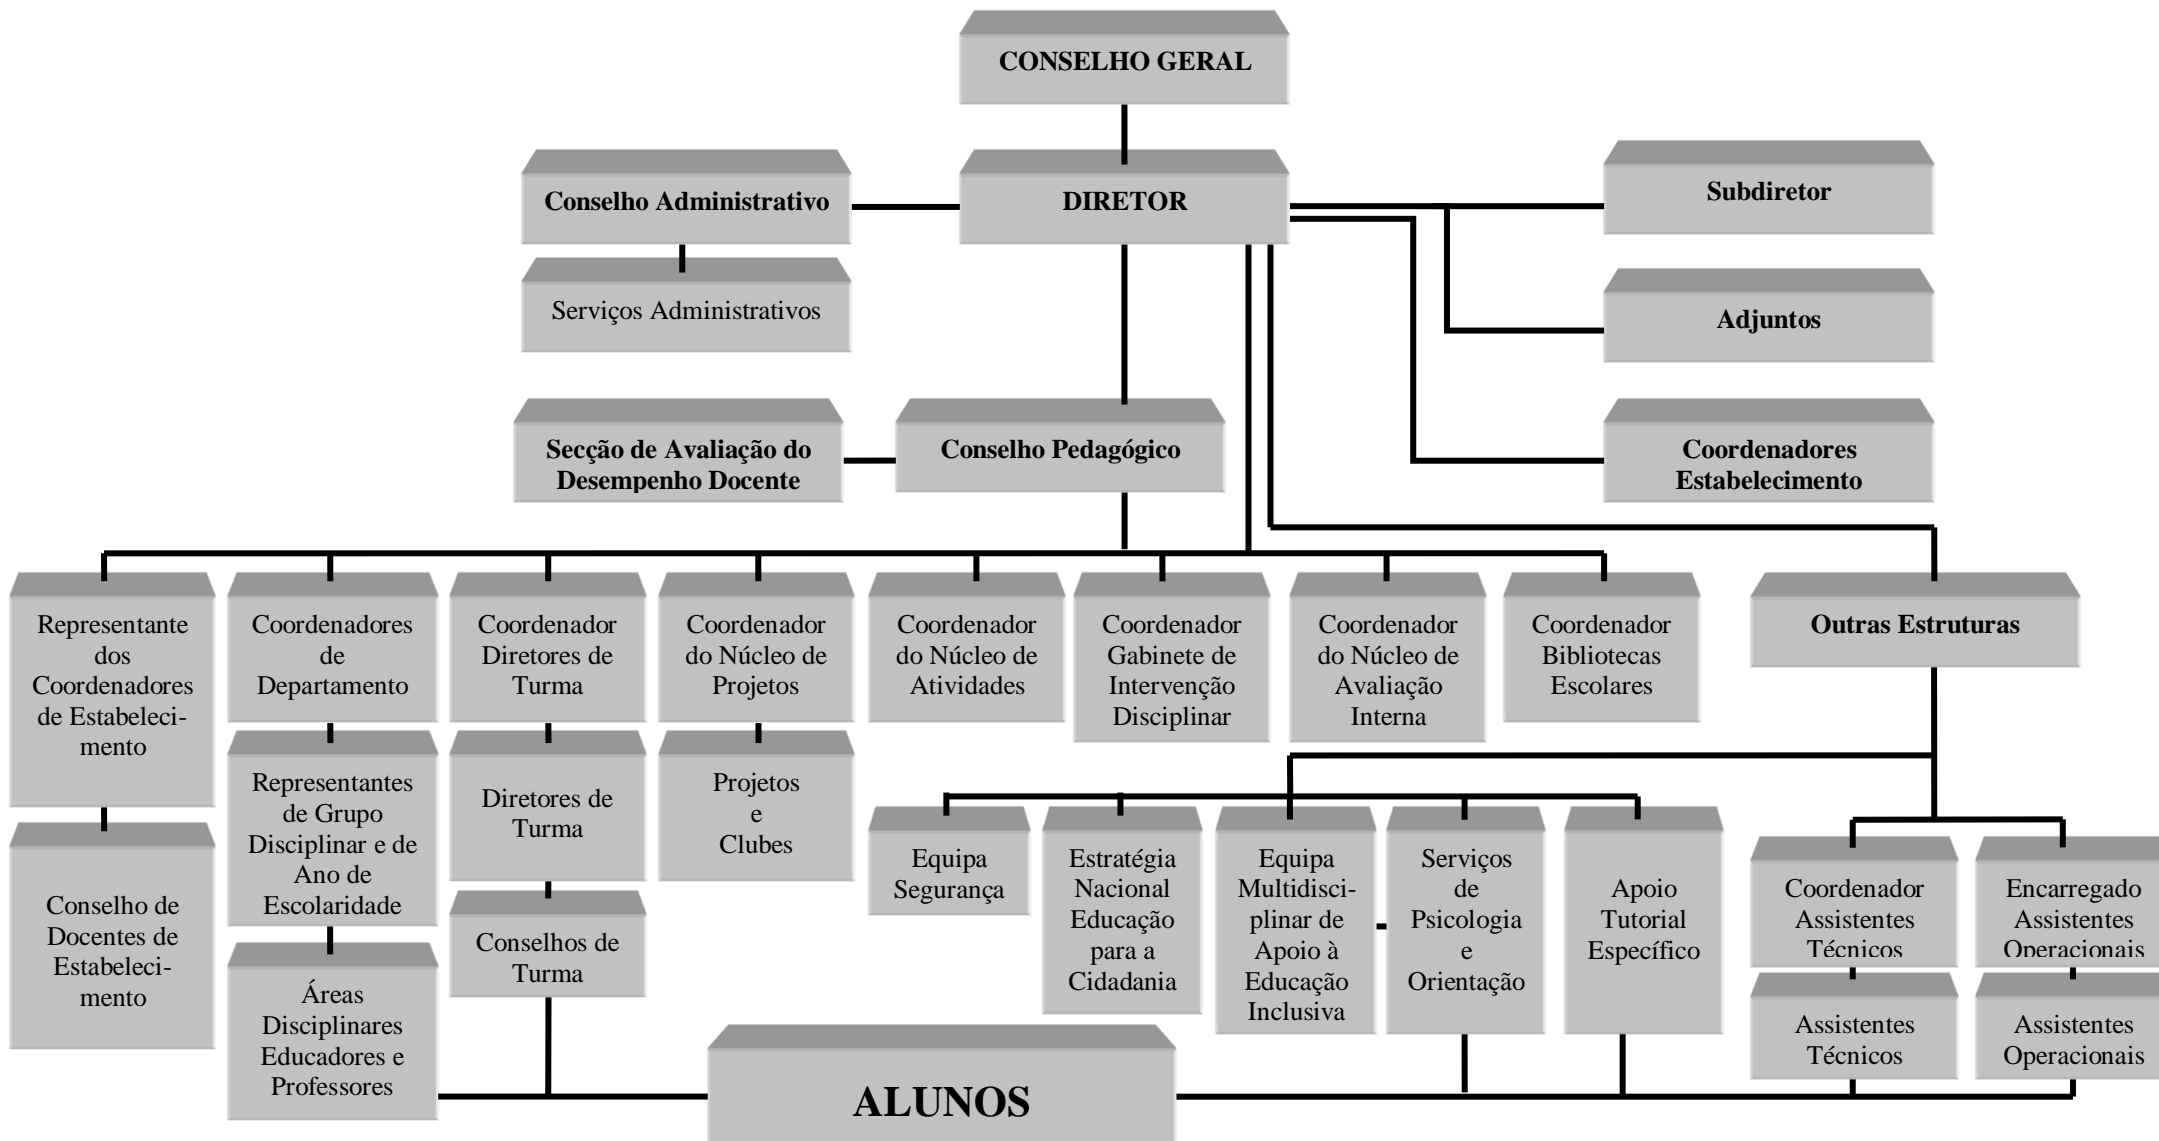 CONSELHO GERAL
Conselho Administrativo
DIRETOR
Subdiretor
Serviços Administrativos
Adjuntos
Secção de Avaliação do
Desempenho Docente
Conselho Pedagógico
Coordenadores
Estabelecimento
Representante
dos
Coordenadores
de Estabeleci-
mento
Coordenadores
de
Departamento
Coordenador
Diretores de
Turma
Coordenador
do Núcleo de
Projetos
Coordenador
do Núcleo de
Atividades
Coordenador
Gabinete de
Intervenção
Disciplinar
Coordenador
do Núcleo de
Avaliação
Interna
Coordenador
Bibliotecas
Escolares
Outras Estruturas
Representantes
de Grupo
Disciplinar e de
Ano de
Escolaridade
Diretores de
Turma
Projetos
e
Clubes
Conselho de
Docentes de
Estabeleci-
mento
Conselhos de
Turma
Áreas
Disciplinares
Educadores e
Professores
Equipa
Segurança
Estratégia
Nacional
Educação
para a
Cidadania
Equipa
Multidisci-
plinar de
Apoio à
Educação
Inclusiva
Serviços
de
Psicologia
e
Orientação
Apoio
Tutorial
Específico
Coordenador
Assistentes
Técnicos
Encarregado
Assistentes
Operacionais
Assistentes
Técnicos
Assistentes
Operacionais
ALUNOS